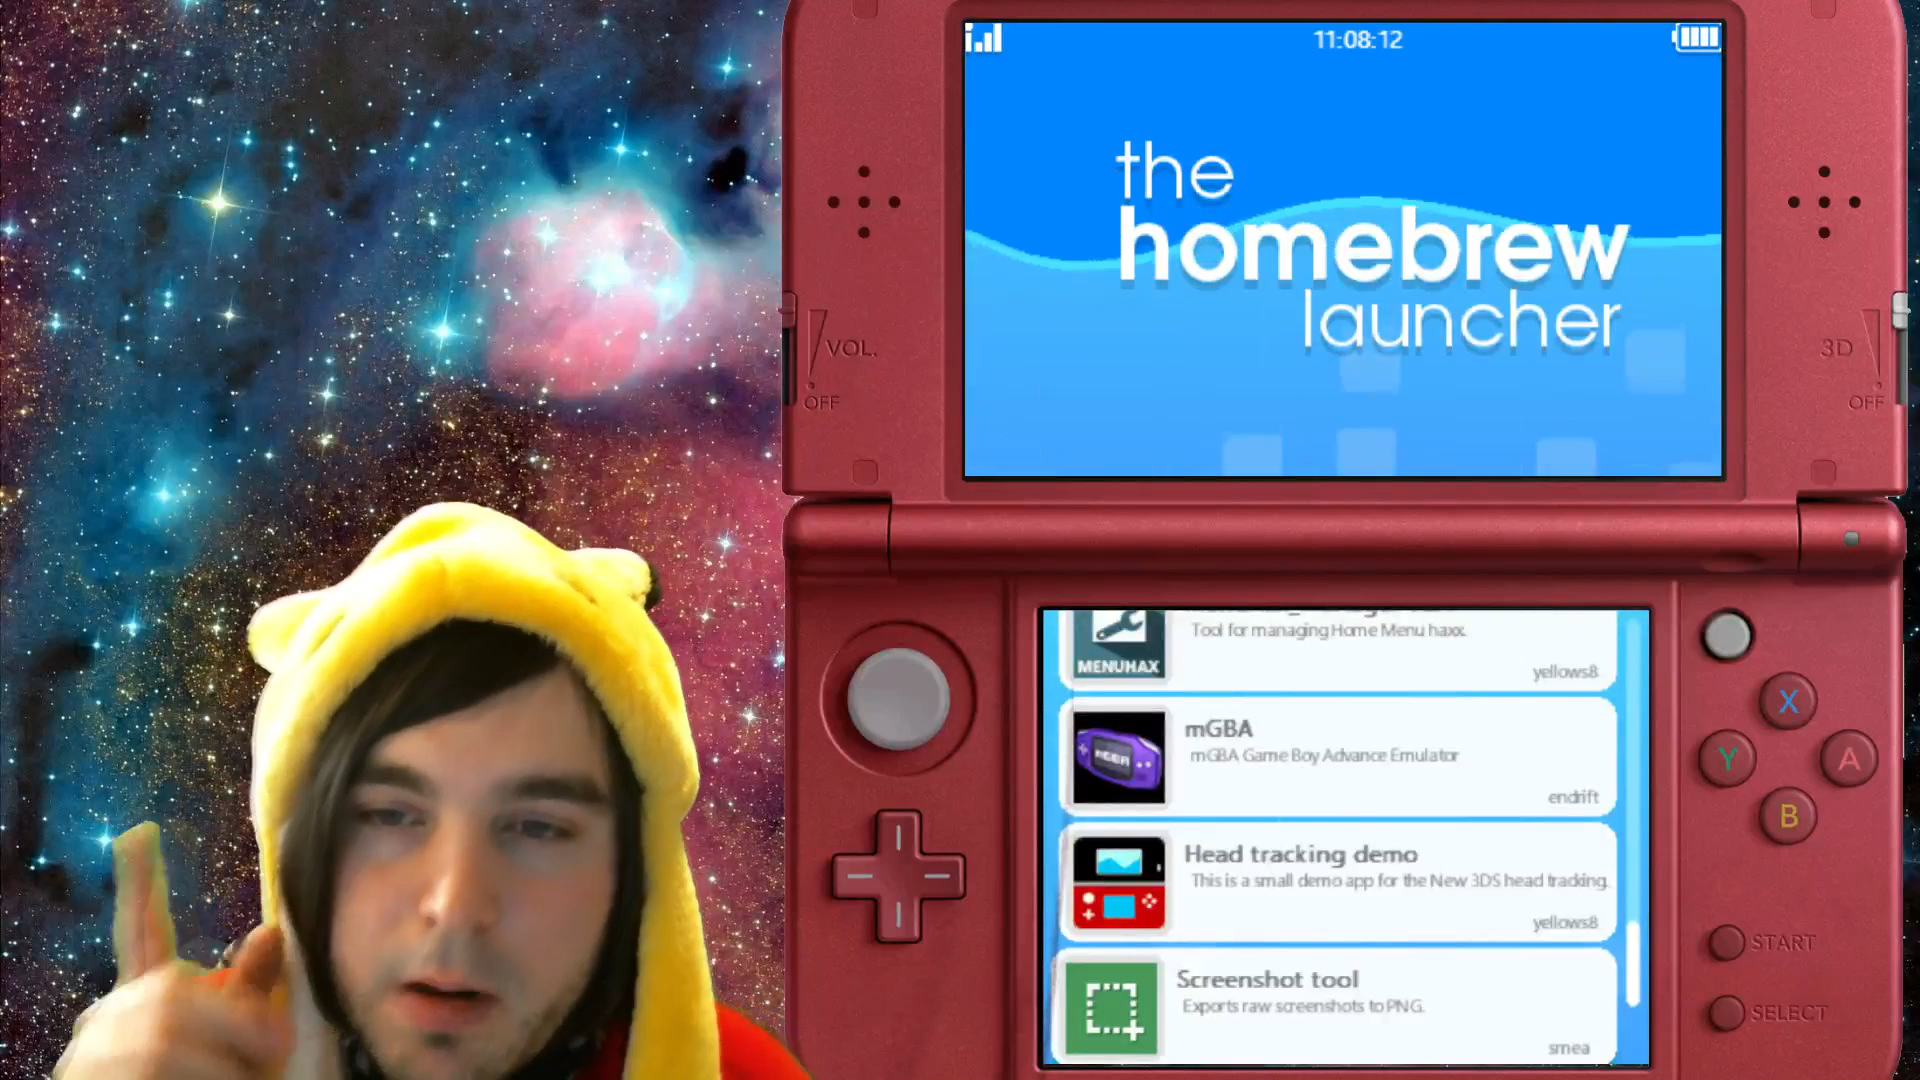 11:08:12
the
homebrew
launcher
VOL.
OFF
3D
OFF
Tool for managing Home Menu haxx.
MENUHAX
yellows8
mGBA
mGBA Game Boy Advance Emulator
endrift
Head tracking demo
This is a small demo app for the New 3DS head tracking.
yellows8
Screenshot tool
Exports raw screenshots to PNG.
smea
X
Y
A
B
START
SELECT